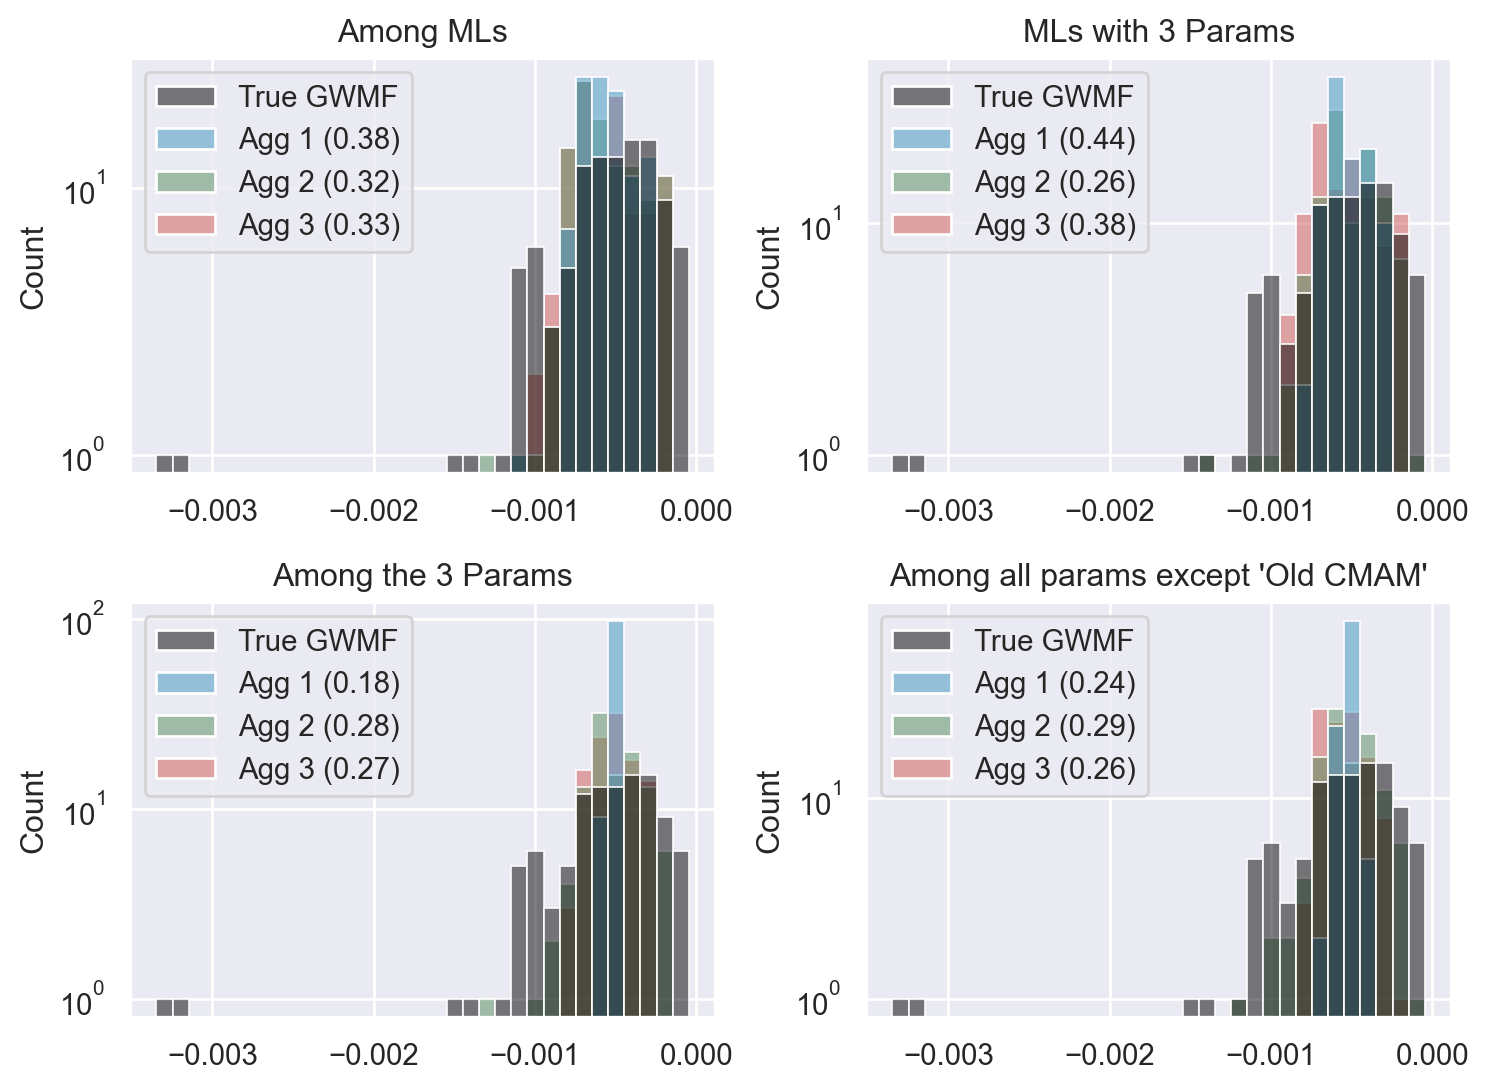 Among MLs
Count
10^1
10^0
True GWMF
Agg 1 (0.38)
Agg 2 (0.32)
Agg 3 (0.33)
−0.003 −0.002 −0.001 0.000
MLs with 3 Params
Count
10^1
10^0
True GWMF
Agg 1 (0.44)
Agg 2 (0.26)
Agg 3 (0.38)
−0.003 −0.002 −0.001 0.000
Among the 3 Params
Count
10^2
10^1
10^0
True GWMF
Agg 1 (0.18)
Agg 2 (0.28)
Agg 3 (0.27)
−0.003 −0.002 −0.001 0.000
Among all params except 'Old CMAM'
Count
10^1
10^0
True GWMF
Agg 1 (0.24)
Agg 2 (0.29)
Agg 3 (0.26)
−0.003 −0.002 −0.001 0.000